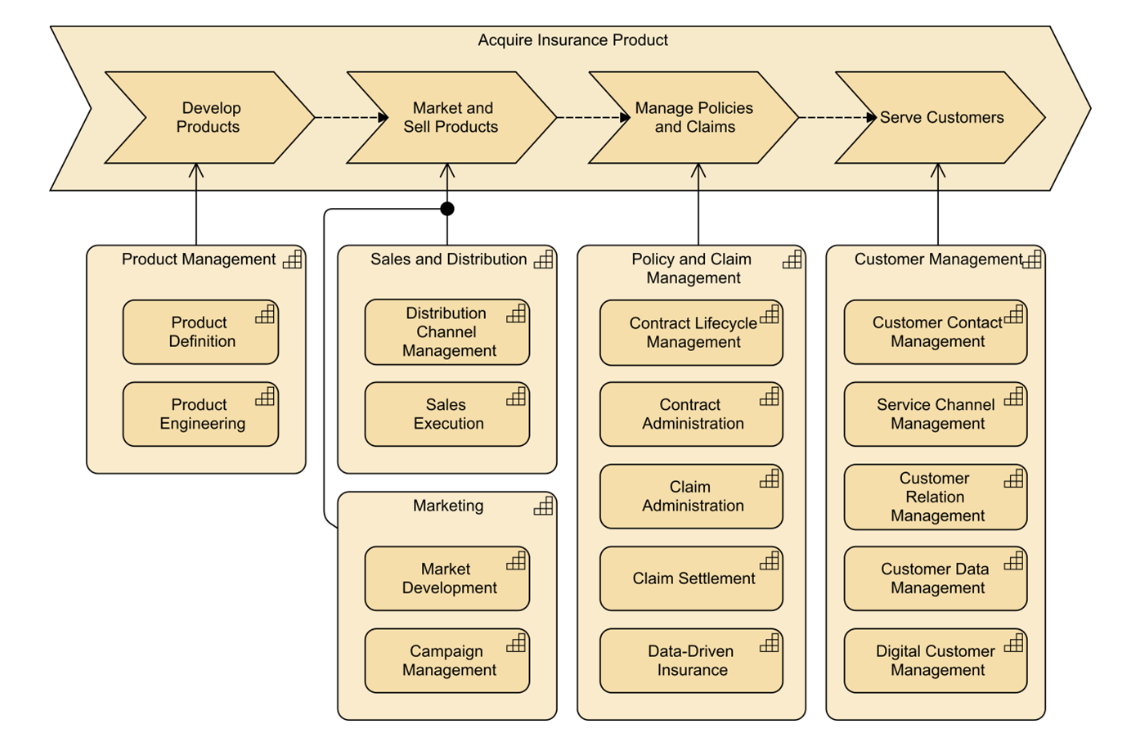 Acquire Insurance Product
Develop
Products
Market and
Sell Products
Manage Policies
and Claims
Serve Customers
Product Management
Product
Definition
Product
Engineering
Sales and Distribution
Distribution
Channel
Management
Sales
Execution
Marketing
Market
Development
Campaign
Management
Policy and Claim
Management
Contract Lifecycle
Management
Contract
Administration
Claim
Administration
Claim Settlement
Data-Driven
Insurance
Customer Management
Customer Contact
Management
Service Channel
Management
Customer
Relation
Management
Customer Data
Management
Digital Customer
Management